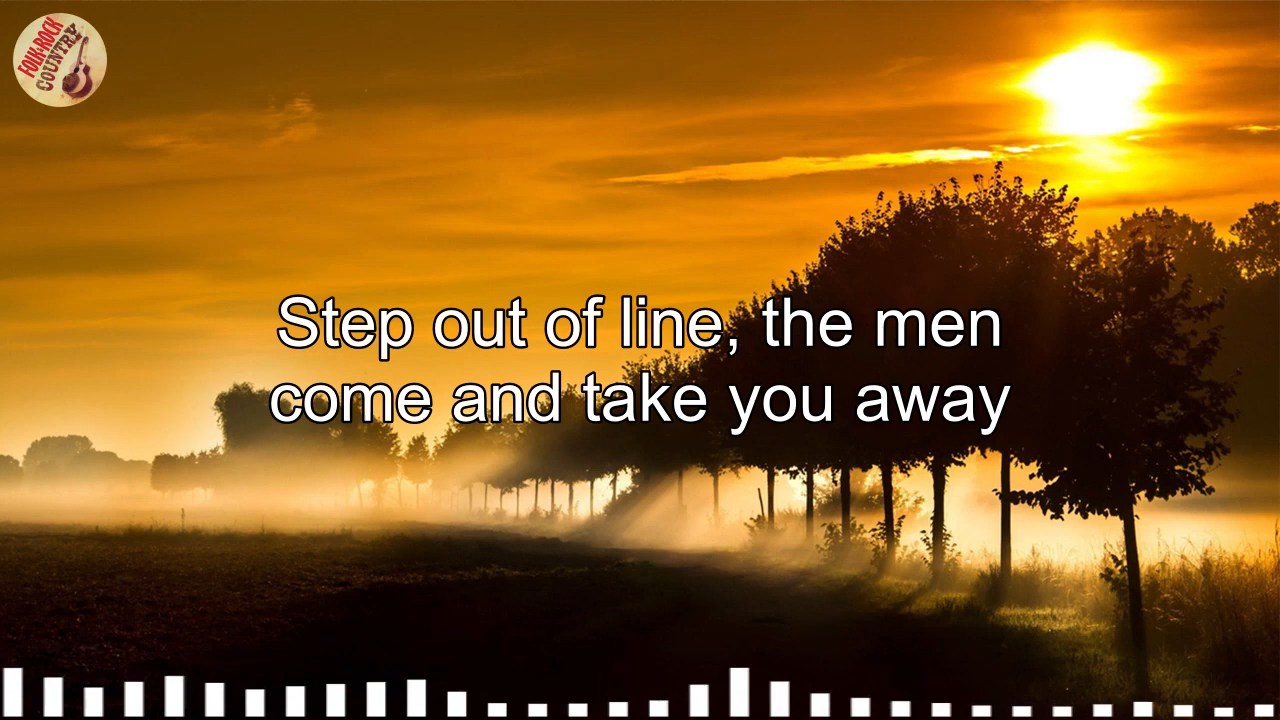 FOLK-ROCK
COUNTRY
Step out of line, the men
come and take you away